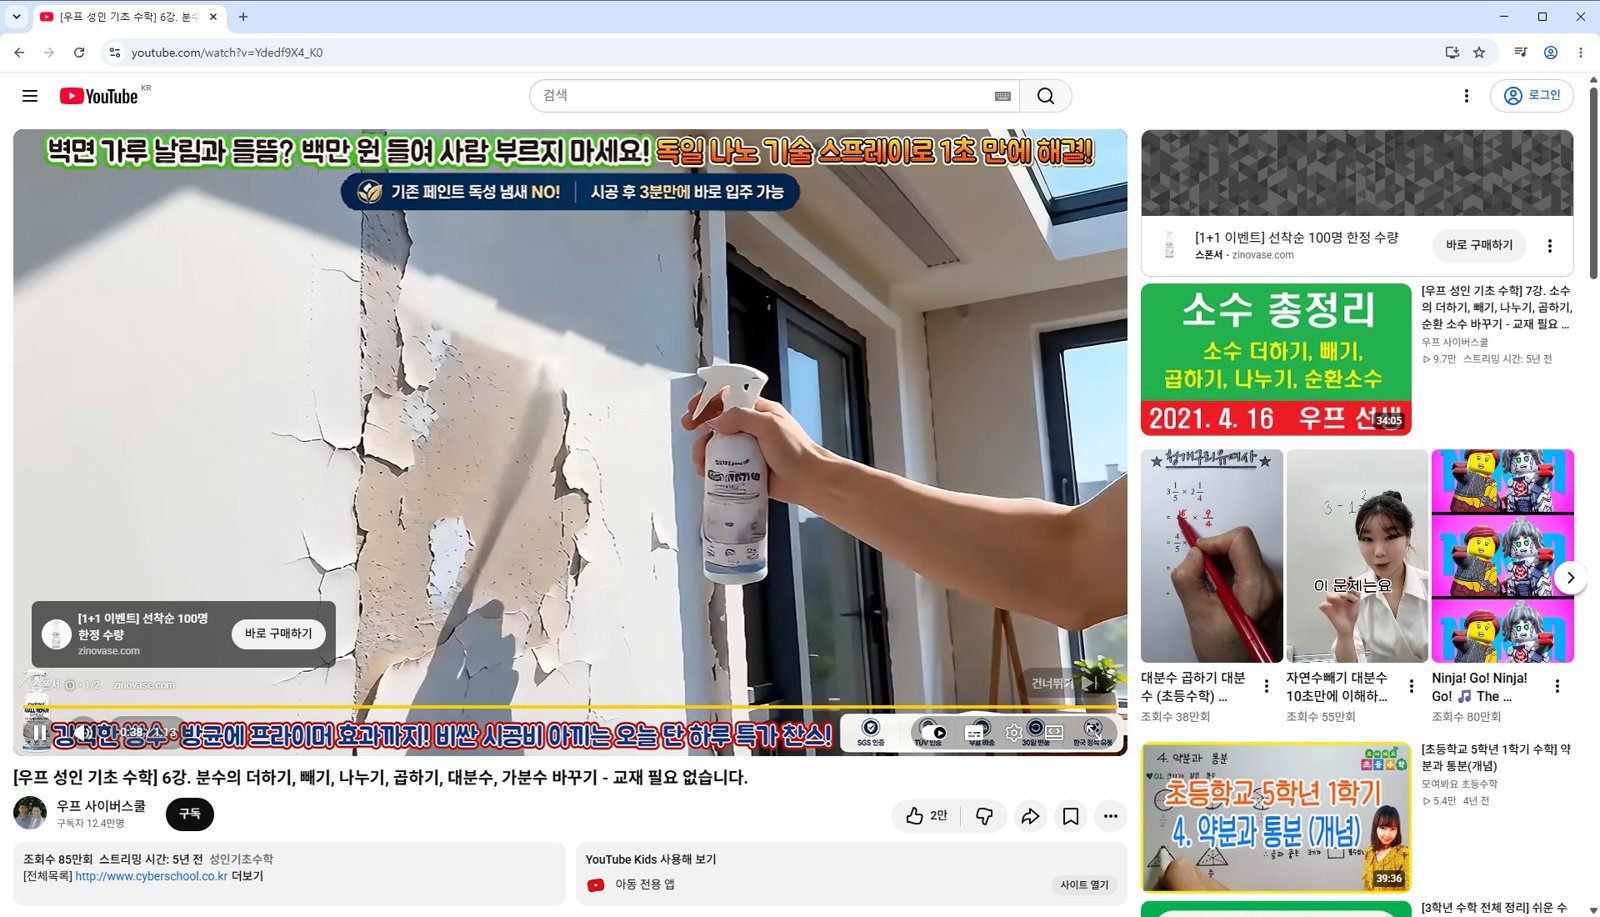 [우프 성인 기초 수학] 6강. 분수
youtube.com/watch?v=Ydedf9X4_K0
YouTube KR
검색
로그인
벽면 가루 날림과 들뜸? 백만 원 들여 사람 부르지 마세요! 독일 나노 기술 스프레이로 1초 만에 해결!
기존 페인트 독성 냄새 NO! | 시공 후 3분만에 바로 입주 가능
[1+1 이벤트] 선착순 100명
한정 수량
zinovase.com
바로 구매하기
스폰서 · 1/2 zinovase.com
건너뛰기
방균에 프라이머 효과까지! 비싼 시공비 아끼는 오늘 단 하루 특가 찬스!
SGS 인증
한국 정식 유통
[우프 성인 기초 수학] 6강. 분수의 더하기, 빼기, 나누기, 곱하기, 대분수, 가분수 바꾸기 - 교재 필요 없습니다.
우프 사이버스쿨
구독자 12.4만명
구독
2만
조회수 85만회 스트리밍 시간: 5년 전 성인기초수학
[전체목록] http://www.cyberschool.co.kr 더보기
YouTube Kids 사용해 보기
아동 전용 앱
사이트 열기
[1+1 이벤트] 선착순 100명 한정 수량
스폰서 · zinovase.com
바로 구매하기
소수 총정리
소수 더하기, 빼기,
곱하기, 나누기, 순환소수
2021. 4. 16 우프 선생
34:05
[우프 성인 기초 수학] 7강. 소수
의 더하기, 빼기, 나누기, 곱하기,
순환 소수 바꾸기 - 교재 필요 ...
우프 사이버스쿨
9.7만 스트리밍 시간: 5년 전
이 문제는요
대분수 곱하기 대분
수 (초등수학) ...
조회수 38만회
자연수빼기 대분수
10초만에 이해하...
조회수 55만회
Ninja! Go! Ninja!
Go! 🎵 The ...
조회수 80만회
4. 약분과 통분
초등학교 5학년 1학기
4. 약분과 통분 (개념)
39:36
[초등학교 5학년 1학기 수학] 약
분과 통분(개념)
모여봐요 초등수학
5.4만 4년 전
[3학년 수학 전체 정리] 쉬운 수